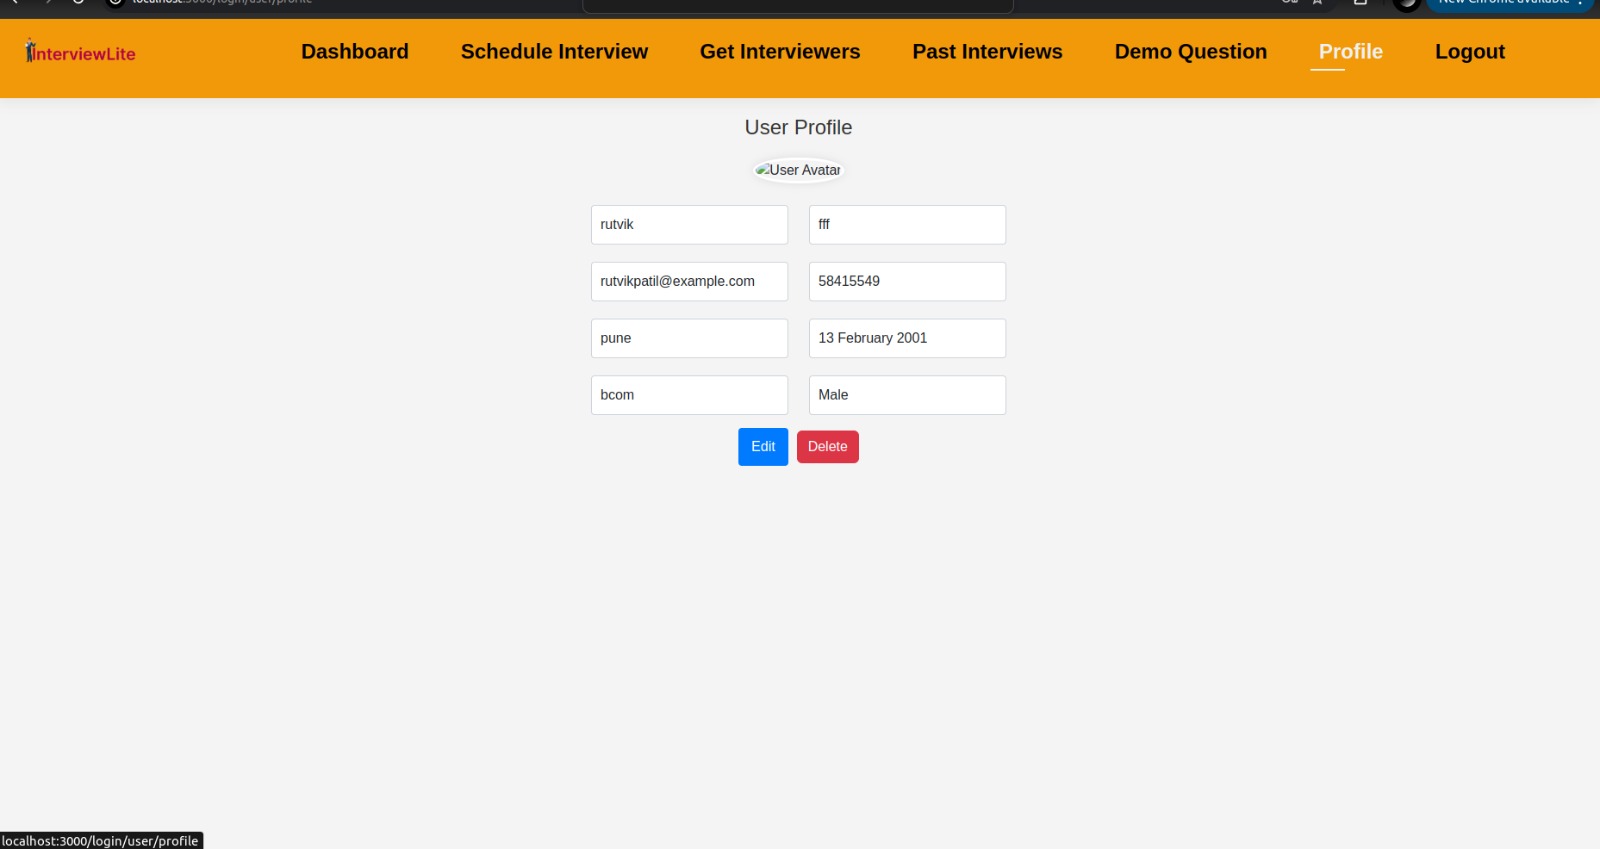 localhost:3000/login/user/profile
New Chrome available
InterviewLite
Dashboard Schedule Interview Get Interviewers Past Interviews Demo Question Profile Logout
User Profile
User Avatar
rutvik fff
rutvikpatil@example.com 58415549
pune 13 February 2001
bcom Male
Edit Delete
localhost:3000/login/user/profile